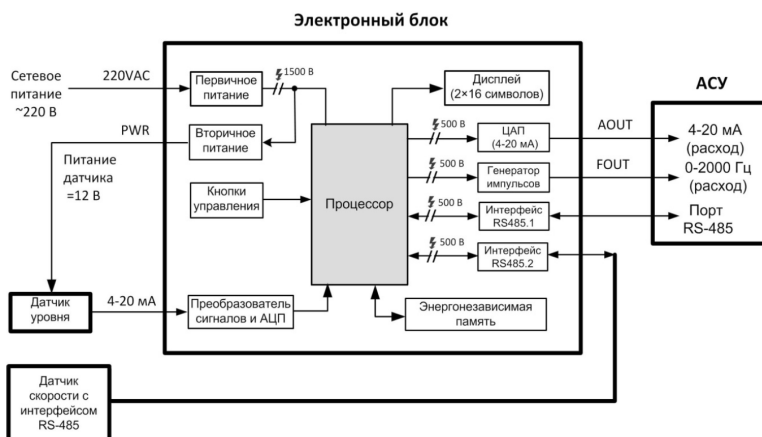 Электронный блок
Сетевое
питание
~220 В
220VAC
Первичное
питание
1500 В
Дисплей
(2×16 символов)
АСУ
PWR
Вторичное
питание
500 В
ЦАП
(4-20 мА)
AOUT
4-20 мА
(расход)
Питание
датчика
=12 В
500 В
Генератор
импульсов
FOUT
0-2000 Гц
(расход)
Кнопки
управления
Процессор
500 В
Интерфейс
RS485.1
Порт
RS-485
500 В
Интерфейс
RS485.2
Датчик
уровня
4-20 мА
Преобразователь
сигналов и АЦП
Энергонезависимая
память
Датчик
скорости с
интерфейсом
RS-485